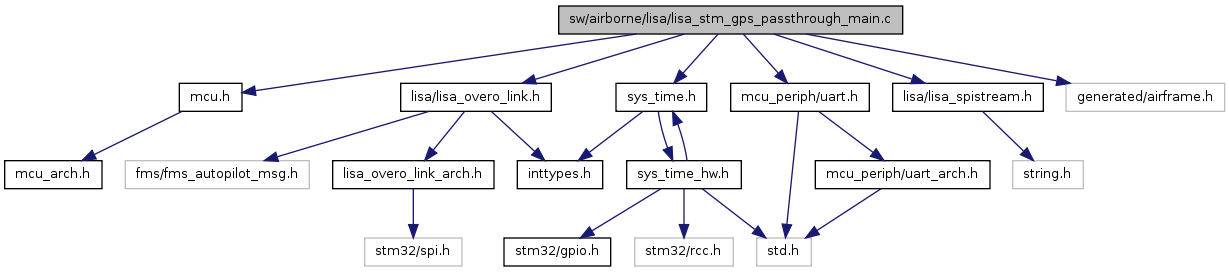 sw/airborne/lisa/lisa_stm_gps_passthrough_main.c
mcu.h
lisa/lisa_overo_link.h
sys_time.h
mcu_periph/uart.h
lisa/lisa_spistream.h
generated/airframe.h
mcu_arch.h
fms/fms_autopilot_msg.h
lisa_overo_link_arch.h
inttypes.h
sys_time_hw.h
mcu_periph/uart_arch.h
string.h
stm32/spi.h
stm32/gpio.h
stm32/rcc.h
std.h